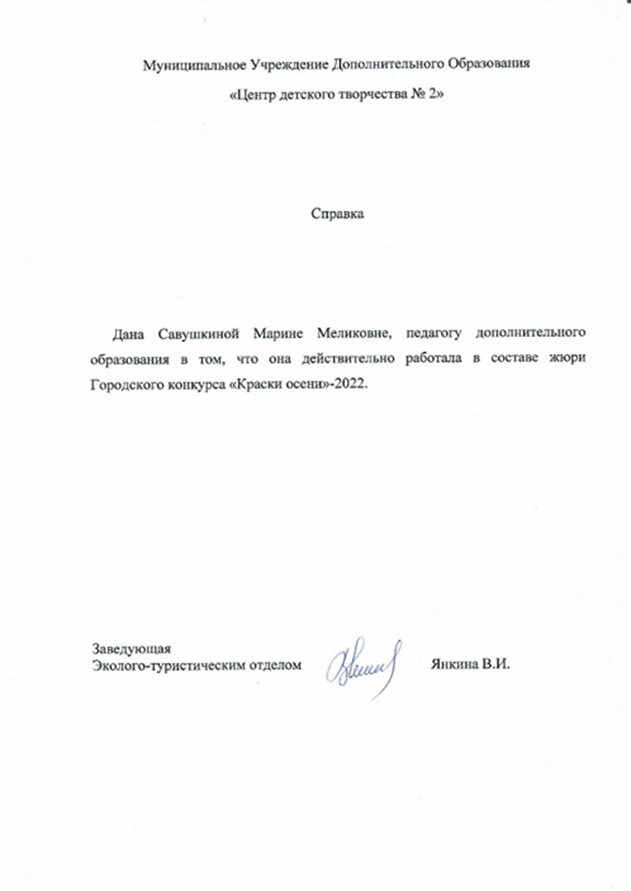 Муниципальное Учреждение Дополнительного Образования
«Центр детского творчества № 2»
Справка
Дана Савушкиной Марине Меликовне, педагогу дополнительного
образования в том, что она действительно работала в составе жюри
Городского конкурса «Краски осени»-2022.
Заведующая
Эколого-туристическим отделом Янкина В.И.